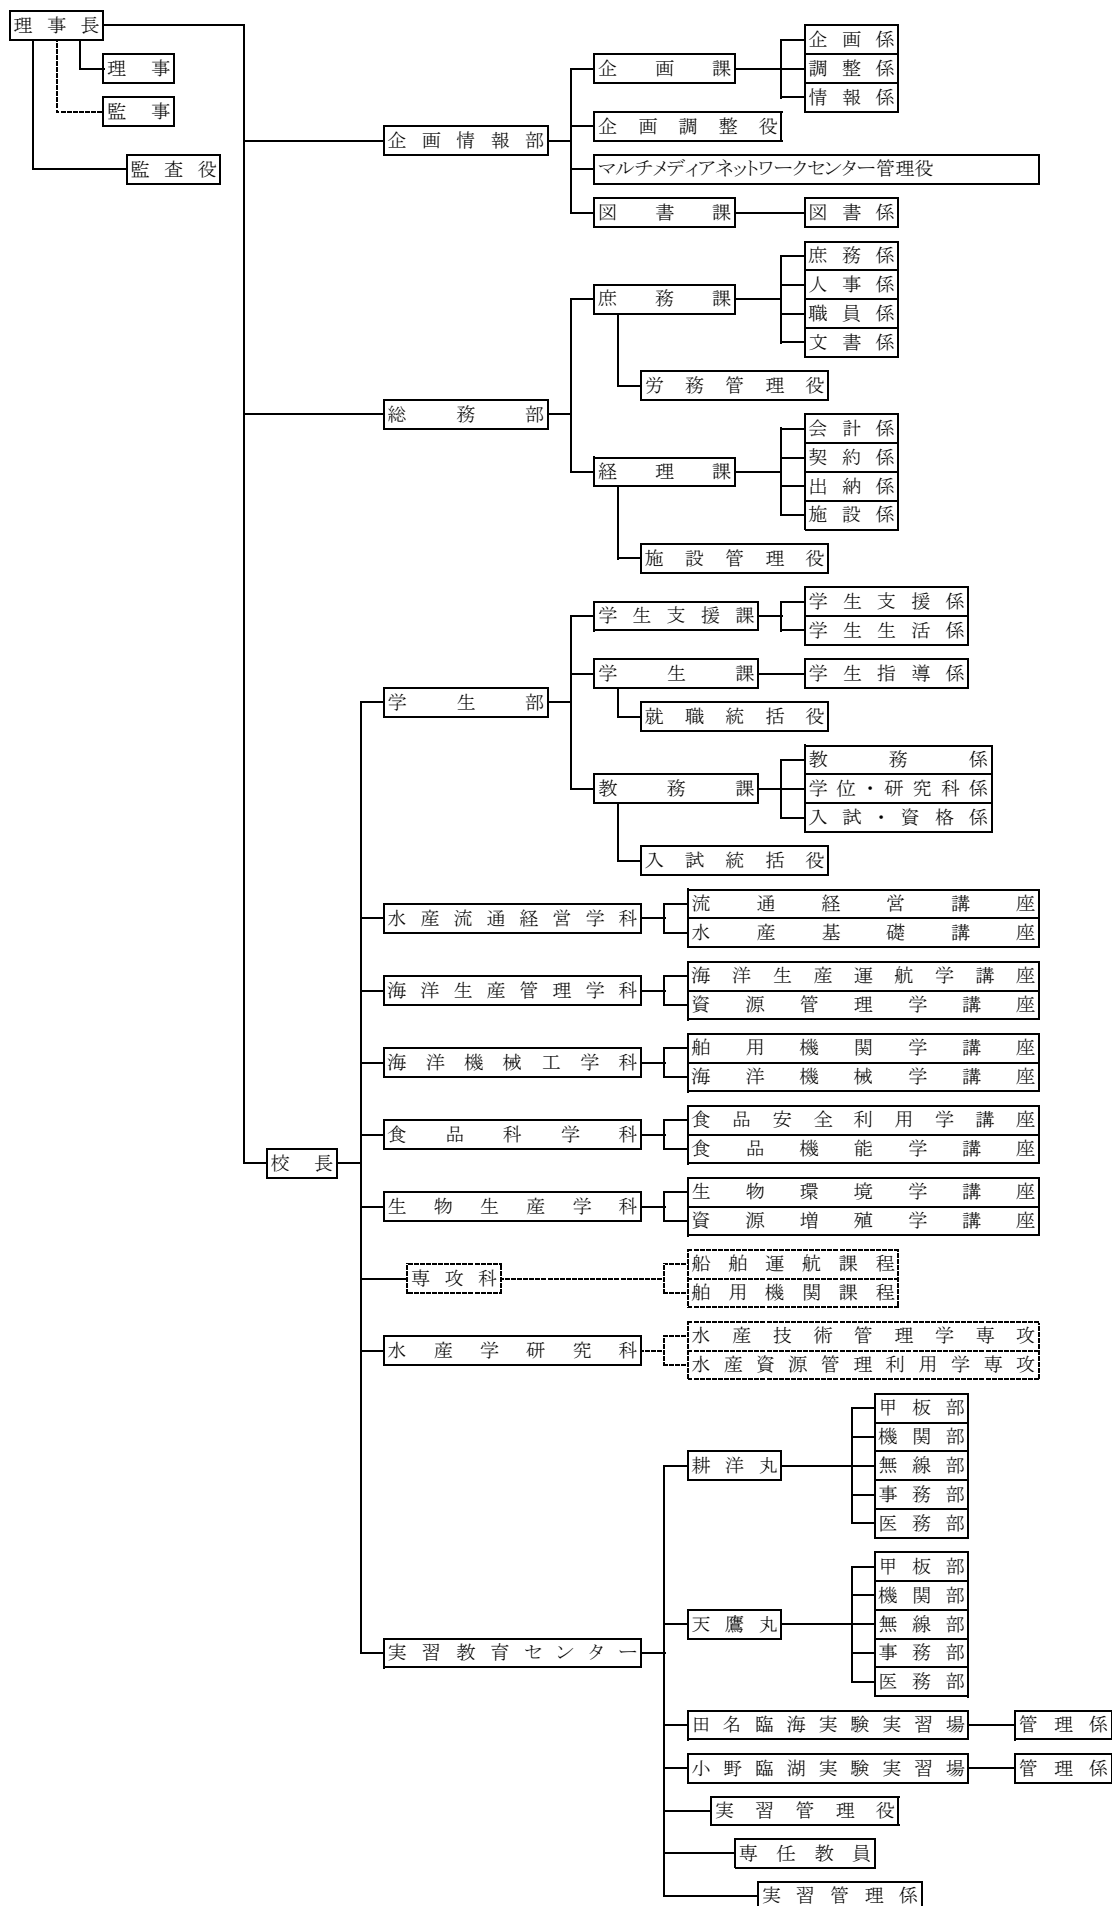 理事長
理事
監事
監査役
企画情報部
企画課
企画係
調整係
情報係
企画調整役
マルチメディアネットワークセンター管理役
図書課
図書係
総務部
庶務課
庶務係
人事係
職員係
文書係
労務管理役
経理課
会計係
契約係
出納係
施設係
施設管理役
校長
学生部
学生支援課
学生支援係
学生生活係
学生課
学生指導係
就職統括役
教務課
教務係
学位・研究科係
入試・資格係
入試統括役
水産流通経営学科
流通経営講座
水産基礎講座
海洋生産管理学科
海洋生産運航学講座
資源管理学講座
海洋機械工学科
舶用機関学講座
海洋機械学講座
食品科学科
食品安全利用学講座
食品機能学講座
生物生産学科
生物環境学講座
資源増殖学講座
専攻科
船舶運航課程
舶用機関課程
水産学研究科
水産技術管理学専攻
水産資源管理利用学専攻
実習教育センター
耕洋丸
甲板部
機関部
無線部
事務部
医務部
天鷹丸
甲板部
機関部
無線部
事務部
医務部
田名臨海実験実習場
管理係
小野臨湖実験実習場
管理係
実習管理役
専任教員
実習管理係